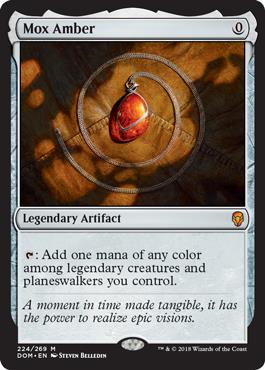 Mox Amber 0
Legendary Artifact
: Add one mana of any color
among legendary creatures and
planeswalkers you control.
A moment in time made tangible, it has
the power to realize epic visions.
224/269 M
DOM • EN STEVEN BELLEDIN ™ & © 2018 Wizards of the Coast